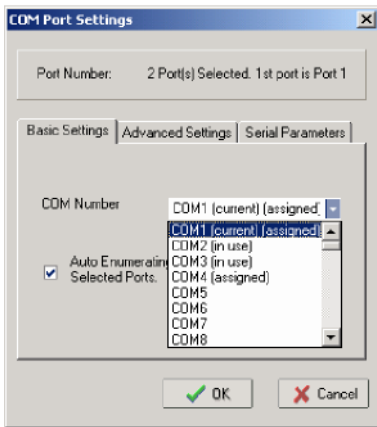 COM Port Settings
Port Number: 2 Port(s) Selected. 1st port is Port 1
Basic Settings Advanced Settings Serial Parameters
COM Number COM1 (current) (assigned)
COM1 (current) (assigned)
COM2 (in use)
Auto Enumerating COM3 (in use)
Selected Ports. COM4 (assigned)
COM5
COM6
COM7
COM8
OK Cancel